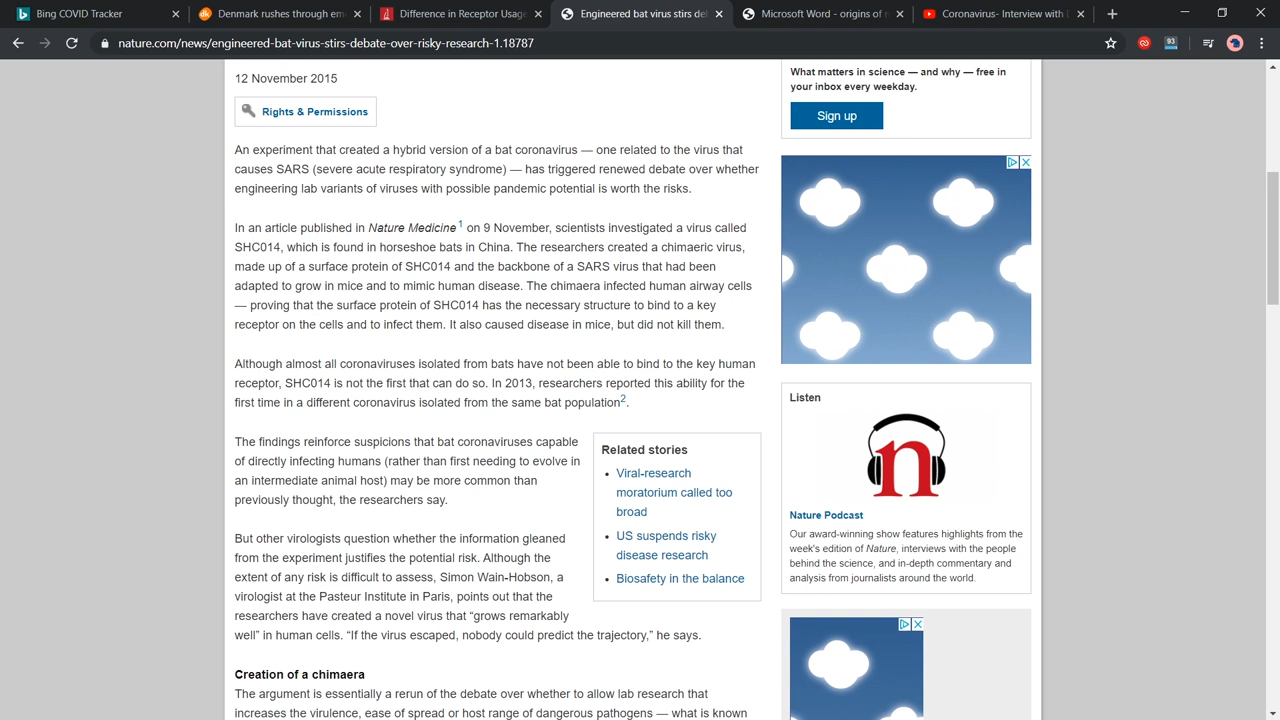 Bing COVID Tracker
Denmark rushes through em
Difference in Receptor Usage
Engineered bat virus stirs del
Microsoft Word - origins of n
Coronavirus- Interview with D
nature.com/news/engineered-bat-virus-stirs-debate-over-risky-research-1.18787
93
12 November 2015
Rights & Permissions
An experiment that created a hybrid version of a bat coronavirus — one related to the virus that
causes SARS (severe acute respiratory syndrome) — has triggered renewed debate over whether
engineering lab variants of viruses with possible pandemic potential is worth the risks.
In an article published in Nature Medicine1 on 9 November, scientists investigated a virus called
SHC014, which is found in horseshoe bats in China. The researchers created a chimaeric virus,
made up of a surface protein of SHC014 and the backbone of a SARS virus that had been
adapted to grow in mice and to mimic human disease. The chimaera infected human airway cells
— proving that the surface protein of SHC014 has the necessary structure to bind to a key
receptor on the cells and to infect them. It also caused disease in mice, but did not kill them.
Although almost all coronaviruses isolated from bats have not been able to bind to the key human
receptor, SHC014 is not the first that can do so. In 2013, researchers reported this ability for the
first time in a different coronavirus isolated from the same bat population2.
The findings reinforce suspicions that bat coronaviruses capable
of directly infecting humans (rather than first needing to evolve in
an intermediate animal host) may be more common than
previously thought, the researchers say.
But other virologists question whether the information gleaned
from the experiment justifies the potential risk. Although the
extent of any risk is difficult to assess, Simon Wain-Hobson, a
virologist at the Pasteur Institute in Paris, points out that the
researchers have created a novel virus that “grows remarkably
well” in human cells. “If the virus escaped, nobody could predict the trajectory,” he says.
Creation of a chimaera
The argument is essentially a rerun of the debate over whether to allow lab research that
increases the virulence, ease of spread or host range of dangerous pathogens — what is known
Related stories
• Viral-research
moratorium called too
broad
• US suspends risky
disease research
• Biosafety in the balance
What matters in science — and why — free in
your inbox every weekday.
Sign up
Listen
n
Nature Podcast
Our award-winning show features highlights from the
week's edition of Nature, interviews with the people
behind the science, and in-depth commentary and
analysis from journalists around the world.